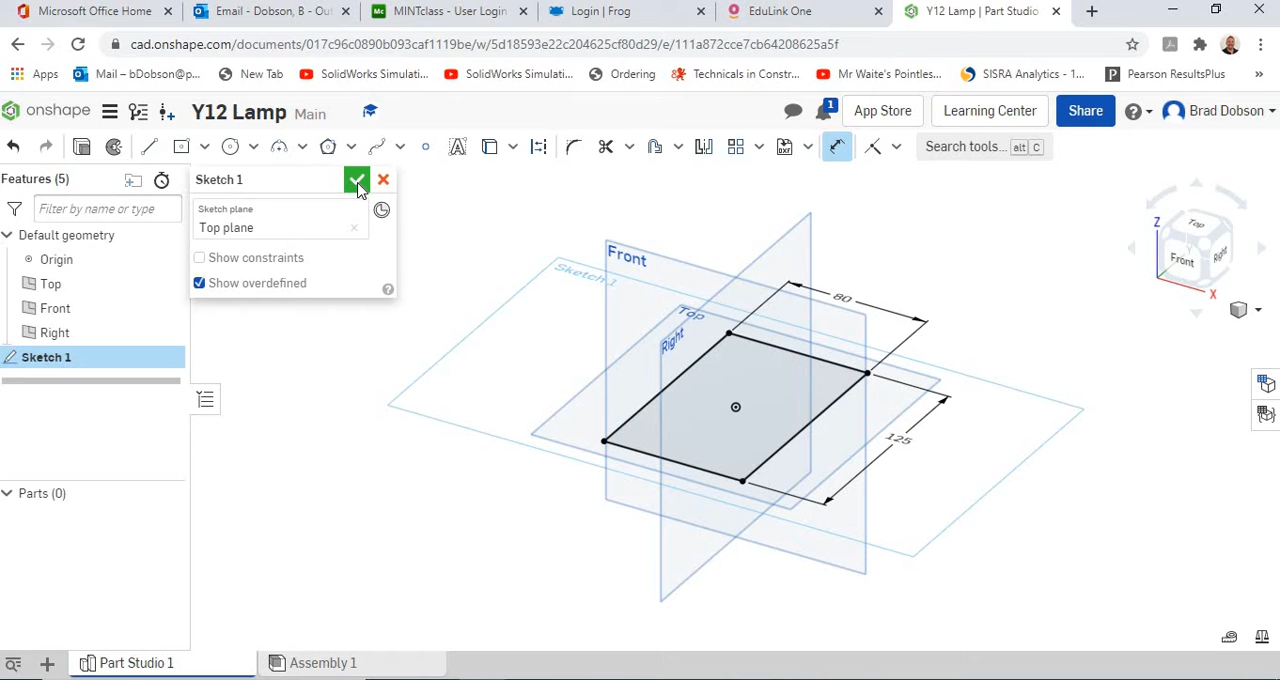 Microsoft Office Home
Email - Dobson, B - Out
MINTclass - User Login
Login | Frog
EduLink One
Y12 Lamp | Part Studio
cad.onshape.com/documents/017c96c0890b093caf1119be/w/5d18593e22c204625cf80d29/e/111a872cce7cb64208625a5f
Apps
Mail – bDobson@p...
New Tab
SolidWorks Simulati...
SolidWorks Simulati...
Ordering
Technicals in Constr...
Mr Waite's Pointles...
SISRA Analytics - 1...
Pearson ResultsPlus
»
onshape
Y12 Lamp Main
1
App Store
Learning Center
Share
Brad Dobson
Search tools... alt C
Features (5)
Filter by name or type
Default geometry
Origin
Top
Front
Right
Sketch 1
Parts (0)
Sketch 1
Sketch plane
Top plane
Show constraints
Show overdefined
Sketch 1
Front
Top
Right
80
125
Z
Top
Front
Right
X
Part Studio 1
Assembly 1